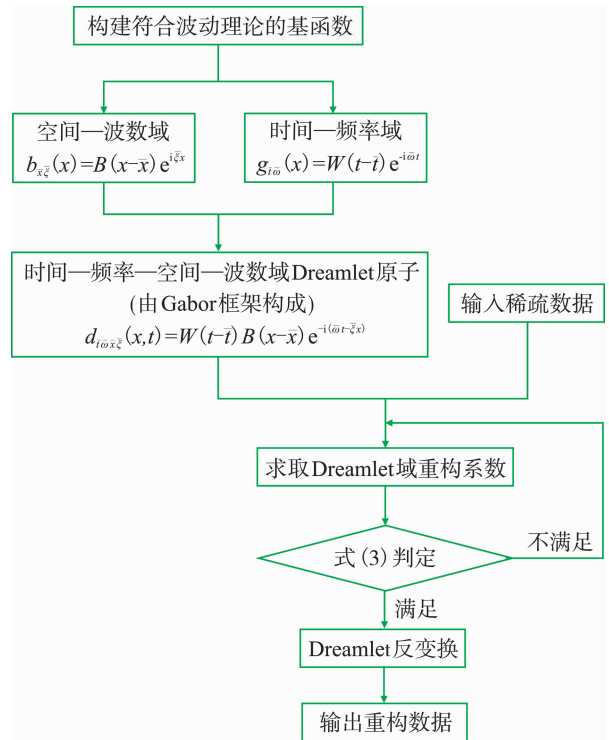 构建符合波动理论的基函数
空间—波数域
b_{x̄ξ̄}(x)=B(x-x̄)e^{iξ̄x}
时间—频率域
g_{t̄ω̄}(x)=W(t-t̄)e^{-iω̄t}
时间—频率—空间—波数域Dreamlet原子
(由Gabor框架构成)
d_{t̄ω̄x̄ξ̄}(x,t)=W(t-t̄)B(x-x̄)e^{-i(ω̄t-ξ̄x)}
输入稀疏数据
求取Dreamlet域重构系数
式(3)判定
不满足
满足
Dreamlet反变换
输出重构数据